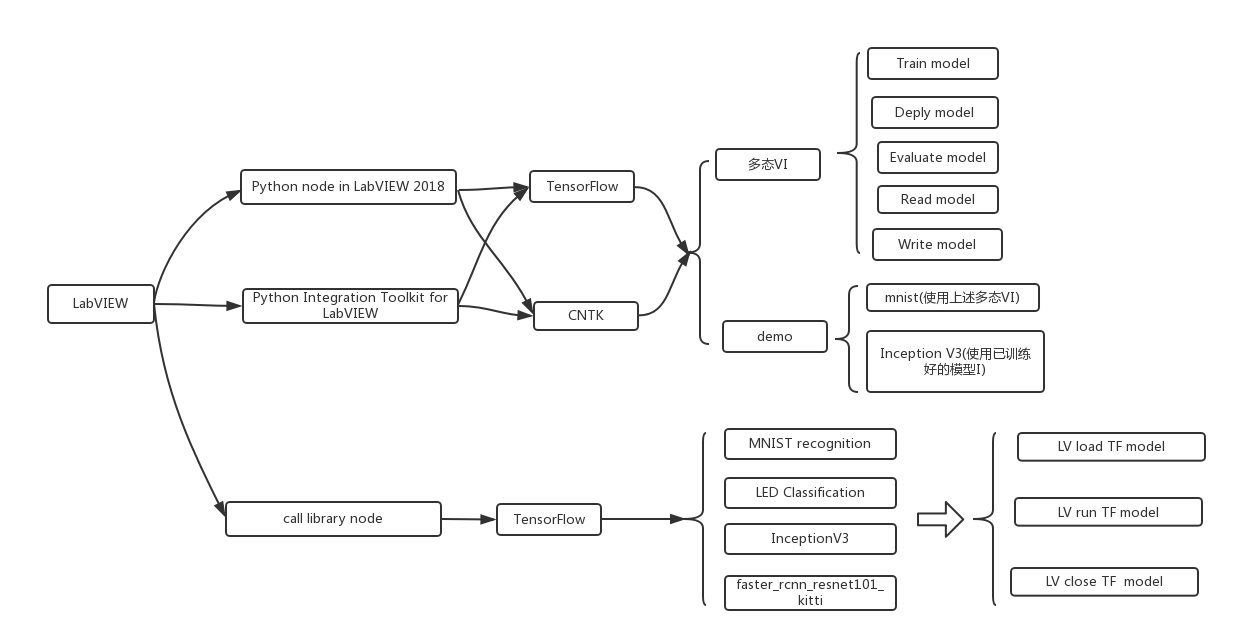 LabVIEW
Python node in LabVIEW 2018
Python Integration Toolkit for
LabVIEW
call library node
TensorFlow
CNTK
多态VI
Train model
Deply model
Evaluate model
Read model
Write model
demo
mnist(使用上述多态VI)
Inception V3(使用已训练
好的模型I)
TensorFlow
MNIST recognition
LED Classification
InceptionV3
faster_rcnn_resnet101_
kitti
LV load TF model
LV run TF model
LV close TF  model